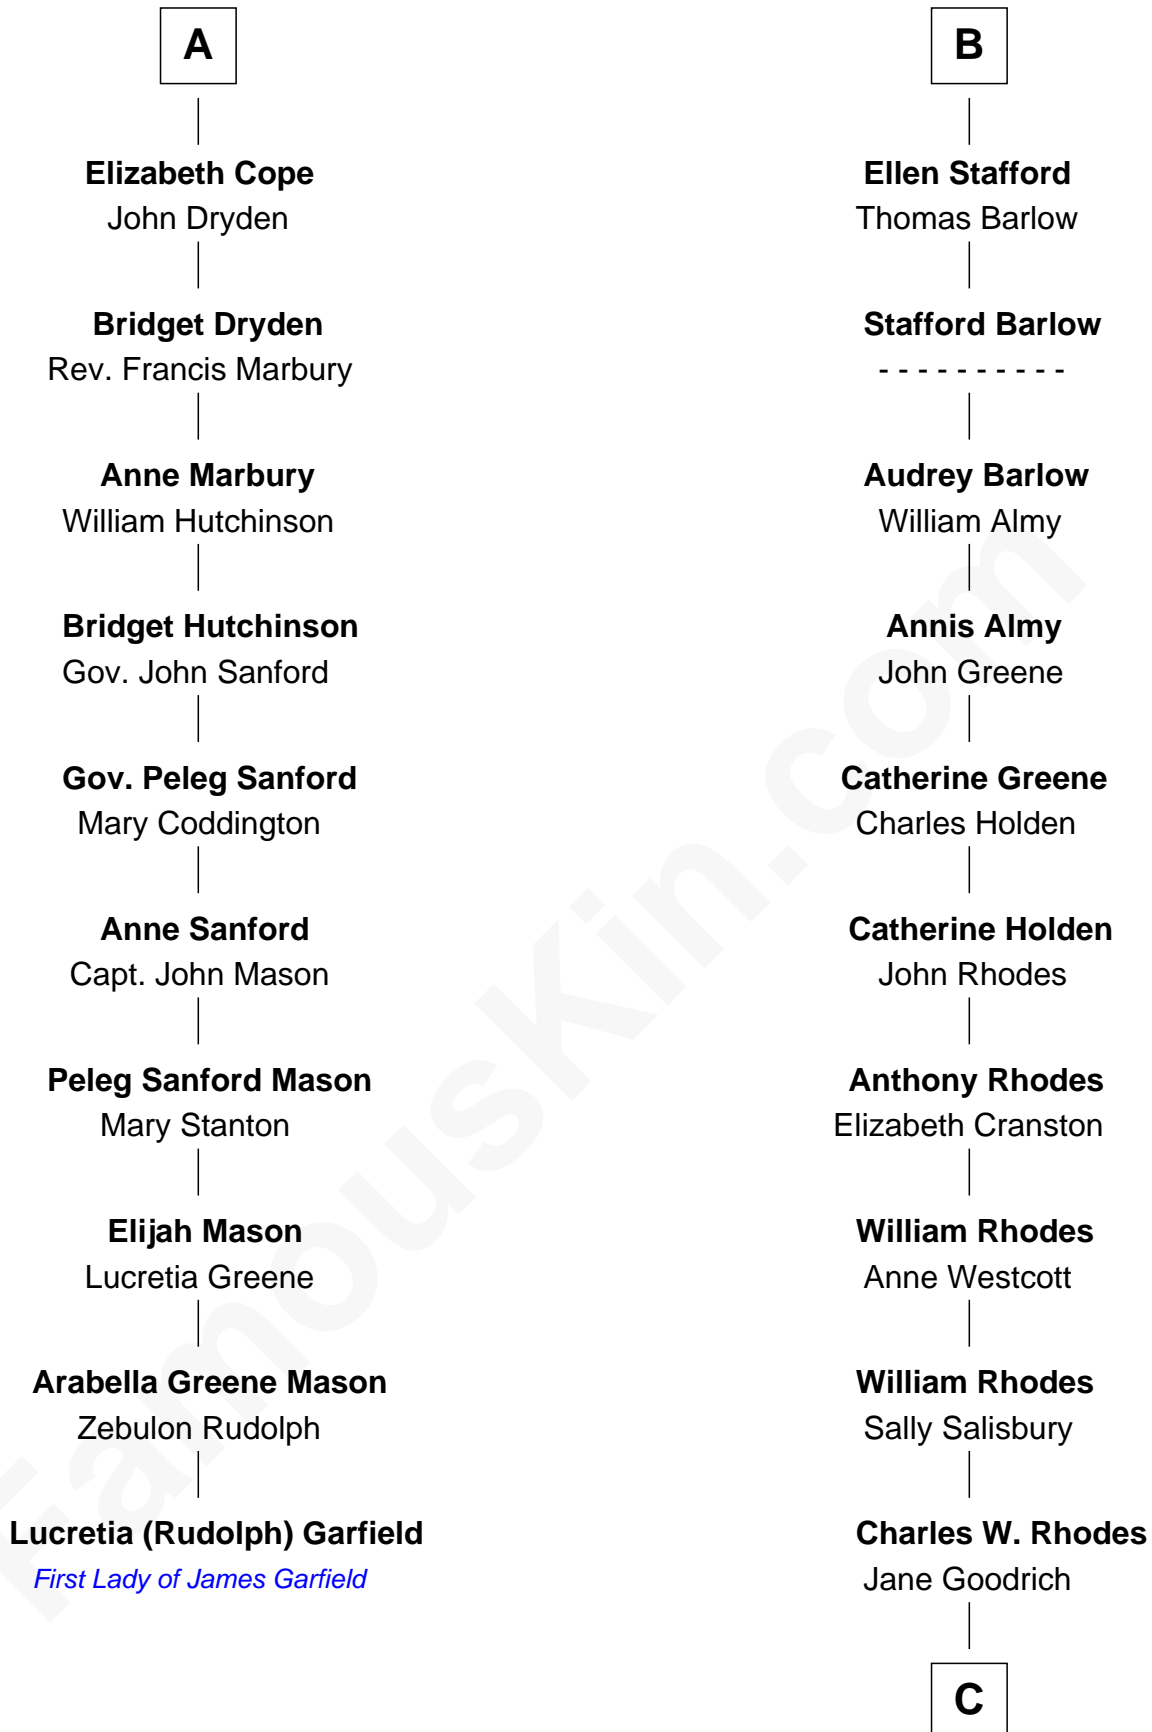 A
Elizabeth Cope
John Dryden
Bridget Dryden
Rev. Francis Marbury
Anne Marbury
William Hutchinson
Bridget Hutchinson
Gov. John Sanford
Gov. Peleg Sanford
Mary Coddington
Anne Sanford
Capt. John Mason
Peleg Sanford Mason
Mary Stanton
Elijah Mason
Lucretia Greene
Arabella Greene Mason
Zebulon Rudolph
Lucretia (Rudolph) Garfield
First Lady of James Garfield
B
Ellen Stafford
Thomas Barlow
Stafford Barlow
- - - - - - - - - -
Audrey Barlow
William Almy
Annis Almy
John Greene
Catherine Greene
Charles Holden
Catherine Holden
John Rhodes
Anthony Rhodes
Elizabeth Cranston
William Rhodes
Anne Westcott
William Rhodes
Sally Salisbury
Charles W. Rhodes
Jane Goodrich
C
FamousKin.com